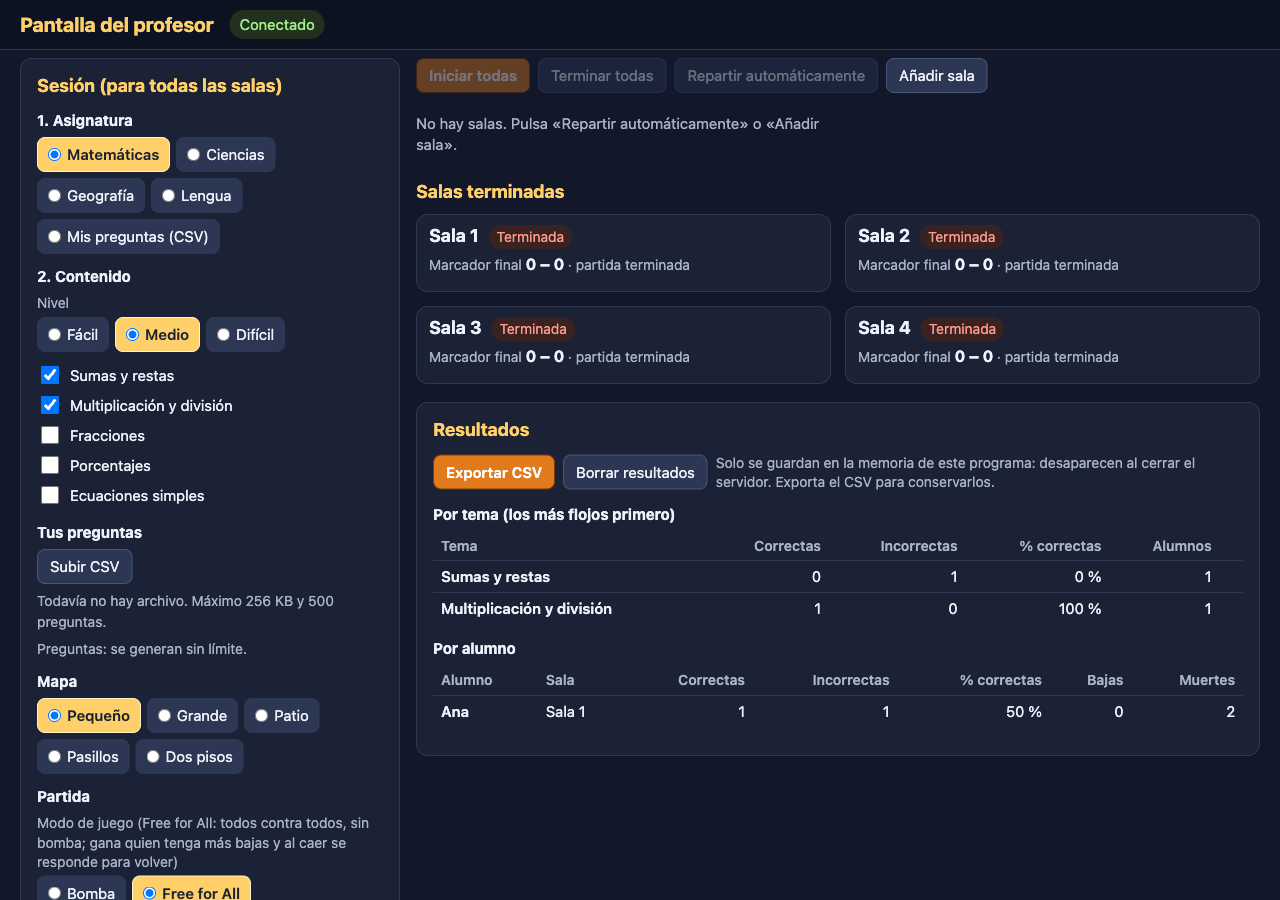 Pantalla del profesor
Conectado
Sesión (para todas las salas)
1. Asignatura
Matemáticas
Ciencias
Geografía
Lengua
Mis preguntas (CSV)
2. Contenido
Nivel
Fácil
Medio
Difícil
Sumas y restas
Multiplicación y división
Fracciones
Porcentajes
Ecuaciones simples
Tus preguntas
Subir CSV
Todavía no hay archivo. Máximo 256 KB y 500
preguntas.
Preguntas: se generan sin límite.
Mapa
Pequeño
Grande
Patio
Pasillos
Dos pisos
Partida
Modo de juego (Free for All: todos contra todos, sin
bomba; gana quien tenga más bajas y al caer se
responde para volver)
Bomba
Free for All
Iniciar todas
Terminar todas
Repartir automáticamente
Añadir sala
No hay salas. Pulsa «Repartir automáticamente» o «Añadir
sala».
Salas terminadas
Sala 1 Terminada
Marcador final 0 – 0 · partida terminada
Sala 2 Terminada
Marcador final 0 – 0 · partida terminada
Sala 3 Terminada
Marcador final 0 – 0 · partida terminada
Sala 4 Terminada
Marcador final 0 – 0 · partida terminada
Resultados
Exportar CSV
Borrar resultados
Solo se guardan en la memoria de este programa: desaparecen al cerrar el
servidor. Exporta el CSV para conservarlos.
Por tema (los más flojos primero)
Tema Correctas Incorrectas % correctas Alumnos
Sumas y restas 0 1 0 % 1
Multiplicación y división 1 0 100 % 1
Por alumno
Alumno Sala Correctas Incorrectas % correctas Bajas Muertes
Ana Sala 1 1 1 50 % 0 2